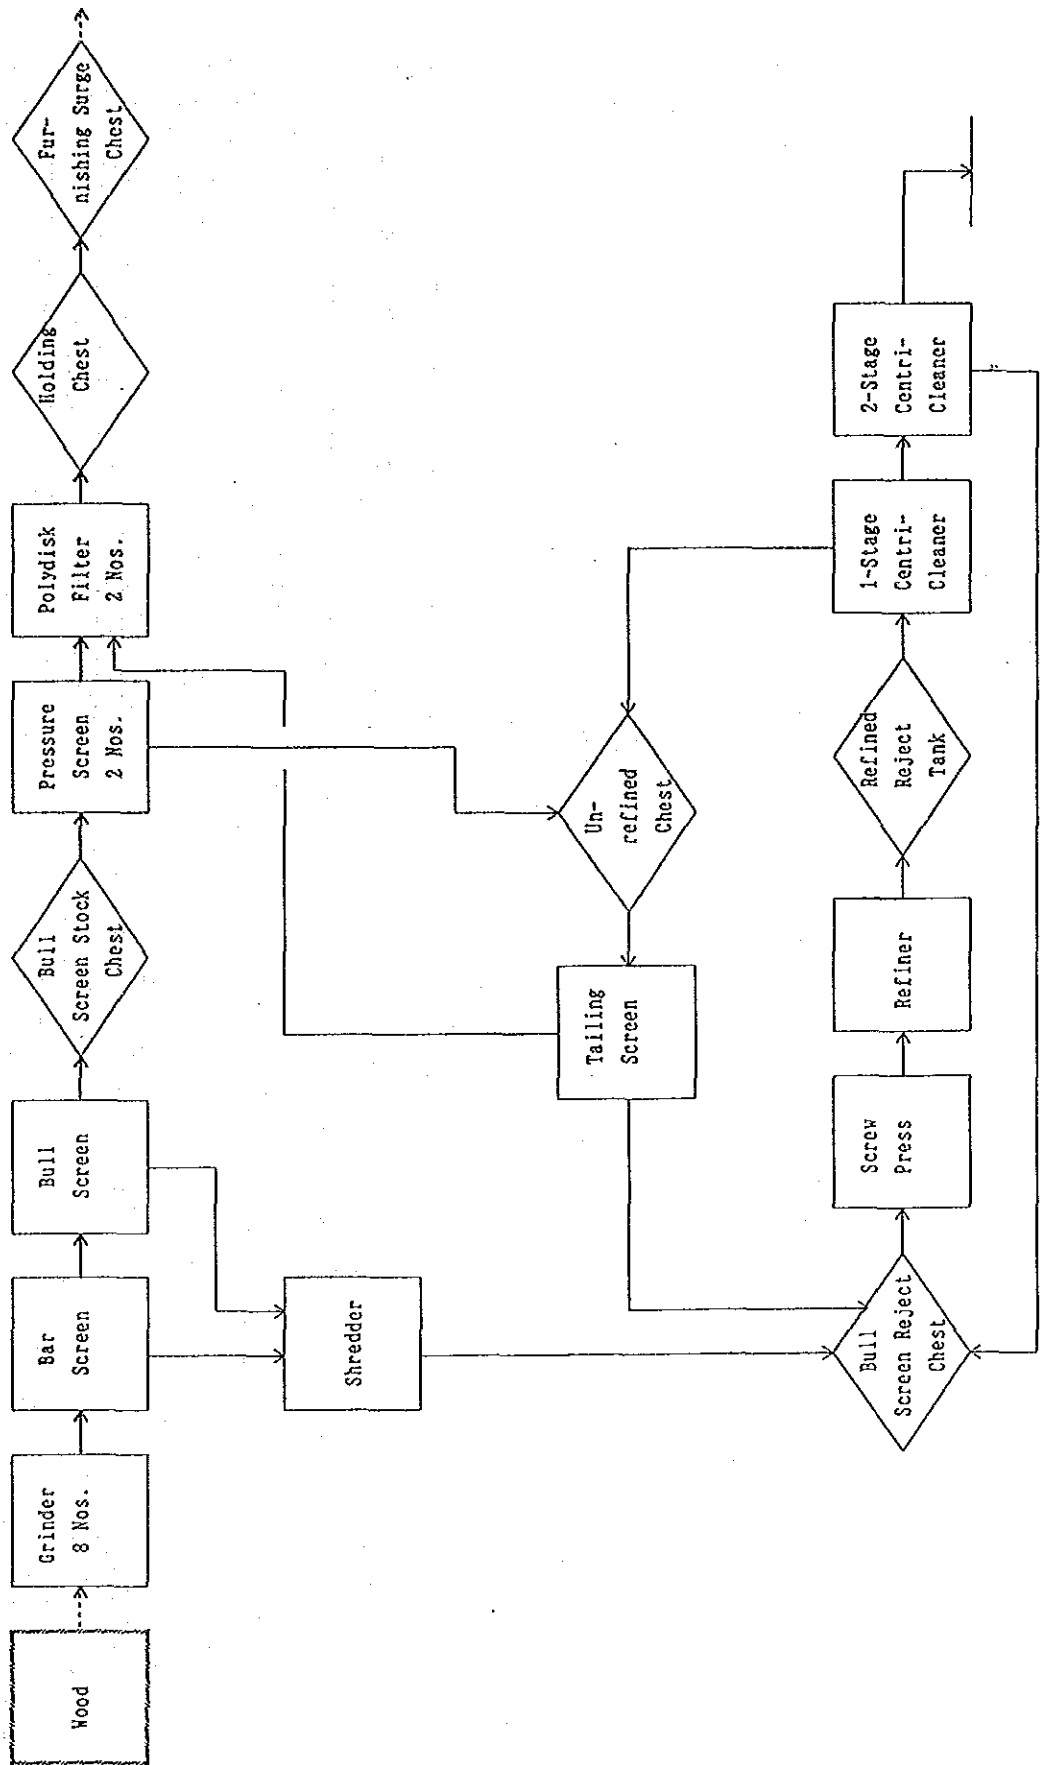 Wood
Grinder
8 Nos.
Bar
Screen
Bull
Screen
Bull
Screen Stock
Chest
Pressure
Screen
2 Nos.
Polydisk
Filter
2 Nos.
Holding
Chest
Fur-
nishing Surge
Chest
Shredder
Tailing
Screen
Un-
refined
Chest
Bull
Screen Reject
Chest
Screw
Press
Refiner
Refined
Reject
Tank
1-Stage
Centri-
Cleaner
2-Stage
Centri-
Cleaner